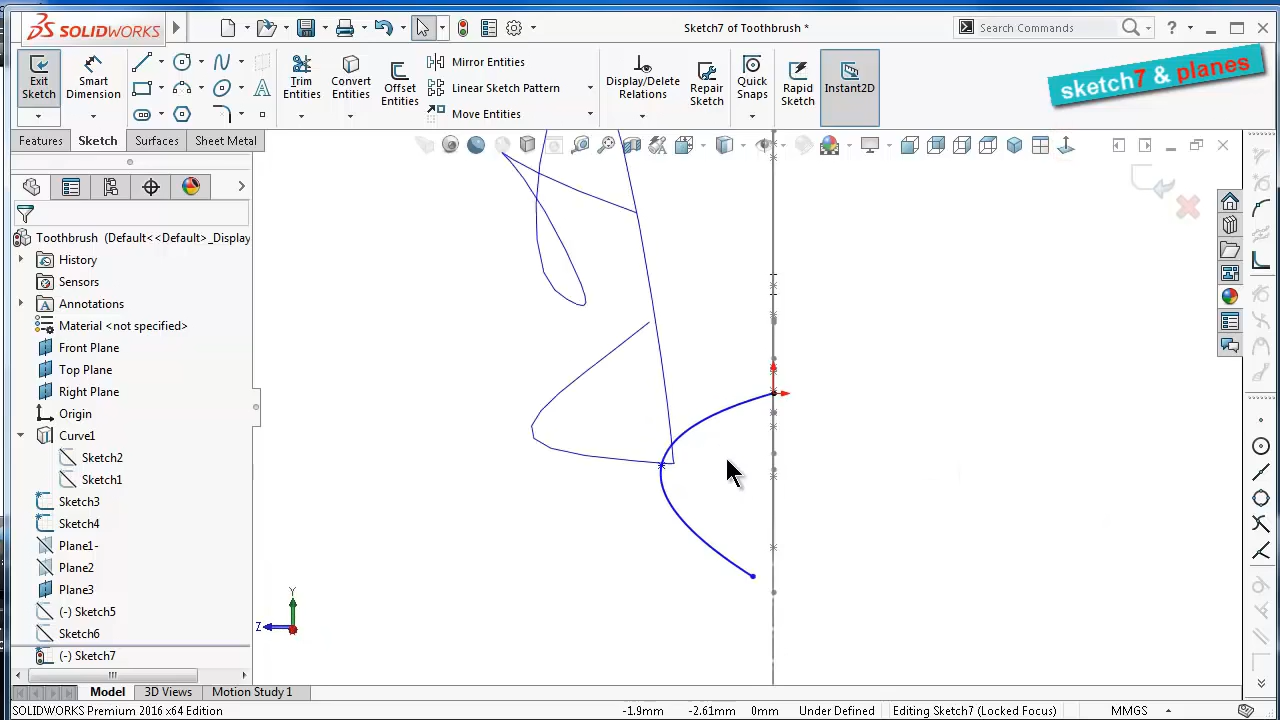 SOLIDWORKS
Sketch7 of Toothbrush *
Search Commands
sketch7 & planes
Exit Sketch
Smart Dimension
Trim Entities
Convert Entities
Offset Entities
Mirror Entities
Linear Sketch Pattern
Move Entities
Display/Delete Relations
Repair Sketch
Quick Snaps
Rapid Sketch
Instant2D
Features
Sketch
Surfaces
Sheet Metal
Toothbrush (Default<<Default>_Display
History
Sensors
Annotations
Material <not specified>
Front Plane
Top Plane
Right Plane
Origin
Curve1
Sketch2
Sketch1
Sketch3
Sketch4
Plane1-
Plane2
Plane3
(-) Sketch5
Sketch6
(-) Sketch7
Y
Z
Model
3D Views
Motion Study 1
SOLIDWORKS Premium 2016 x64 Edition
-1.9mm
-2.61mm
0mm
Under Defined
Editing Sketch7 (Locked Focus)
MMGS